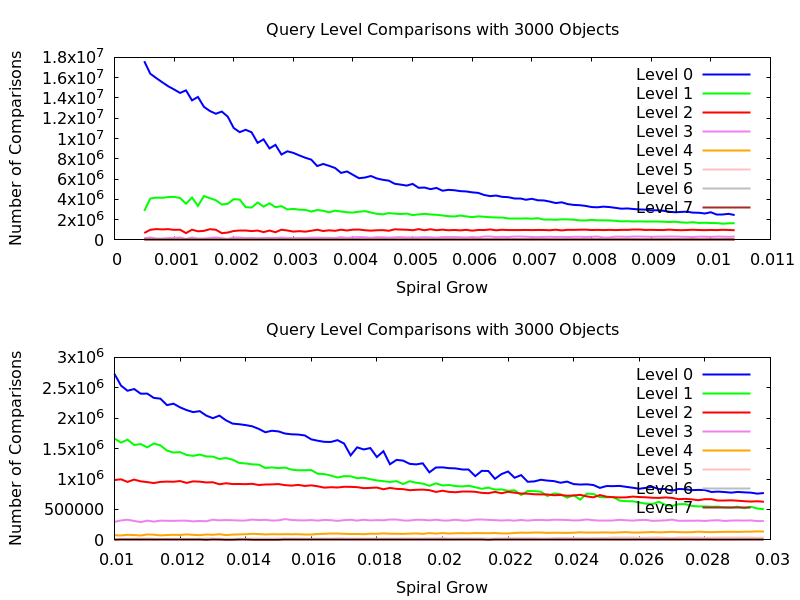 Query Level Comparisons with 3000 Objects
Number of Comparisons
1.8x10^7
1.6x10^7
1.4x10^7
1.2x10^7
1x10^7
8x10^6
6x10^6
4x10^6
2x10^6
0
Level 0
Level 1
Level 2
Level 3
Level 4
Level 5
Level 6
Level 7
0 0.001 0.002 0.003 0.004 0.005 0.006 0.007 0.008 0.009 0.01 0.011
Spiral Grow
Query Level Comparisons with 3000 Objects
Number of Comparisons
3x10^6
2.5x10^6
2x10^6
1.5x10^6
1x10^6
500000
0
Level 0
Level 1
Level 2
Level 3
Level 4
Level 5
Level 6
Level 7
0.01 0.012 0.014 0.016 0.018 0.02 0.022 0.024 0.026 0.028 0.03
Spiral Grow